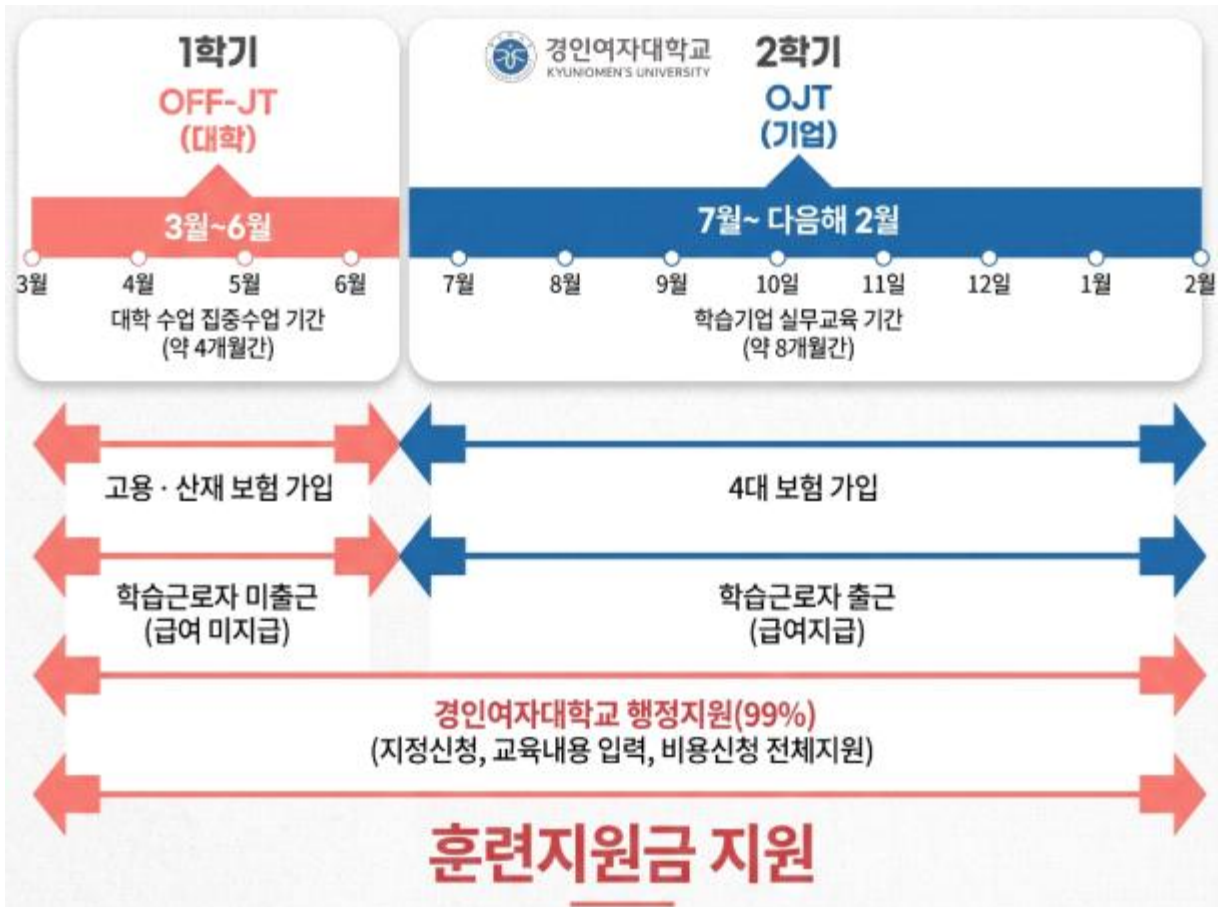 1학기
OFF-JT
(대학)
3월~6월
3월 4월 5월 6월
대학 수업 집중수업 기간
(약 4개월간)
경인여자대학교
KYUNIOMEN'S UNIVERSITY
2학기
OJT
(기업)
7월~ 다음해 2월
7월 8월 9월 10일 11일 12일 1월 2월
학습기업 실무교육 기간
(약 8개월간)
고용 · 산재 보험 가입
4대 보험 가입
학습근로자 미출근
(급여 미지급)
학습근로자 출근
(급여지급)
경인여자대학교 행정지원(99%)
(지정신청, 교육내용 입력, 비용신청 전체지원)
훈련지원금 지원